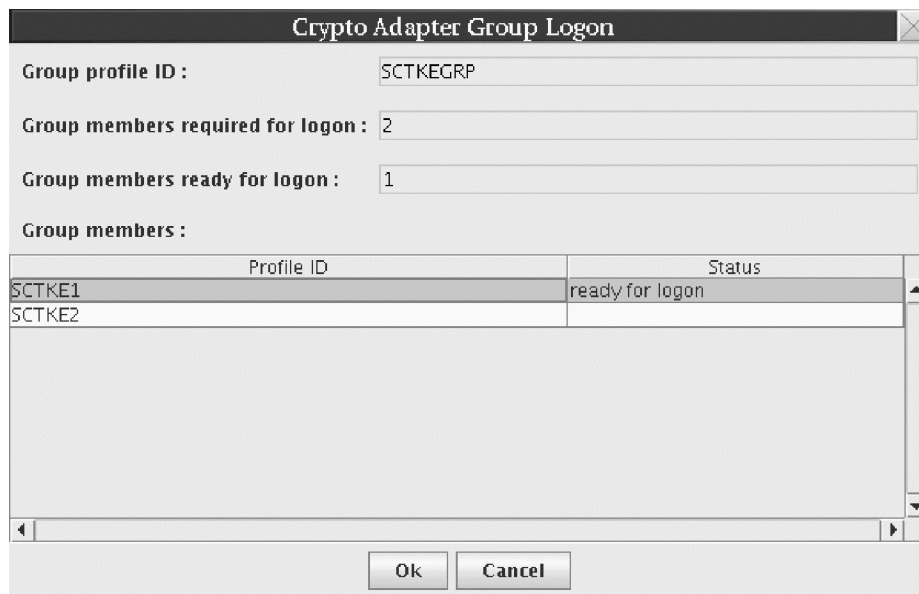 Crypto Adapter Group Logon
Group profile ID : SCTKEGRP
Group members required for logon : 2
Group members ready for logon : 1
Group members :
Profile ID Status
SCTKE1 ready for logon
SCTKE2
Ok Cancel